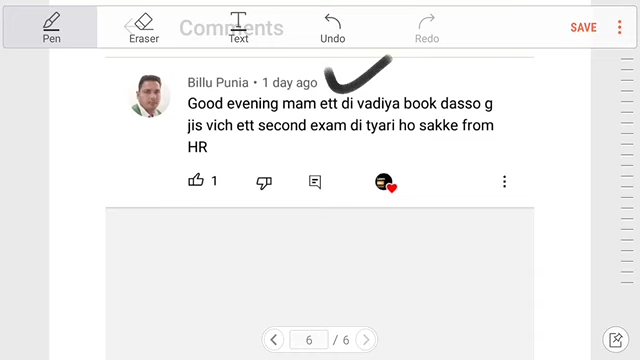 Comments
Pen
Eraser
Text
Undo
Redo
SAVE
Billu Punia • 1 day ago
Good evening mam ett di vadiya book dasso g
jis vich ett second exam di tyari ho sakke from
HR
1
6 / 6